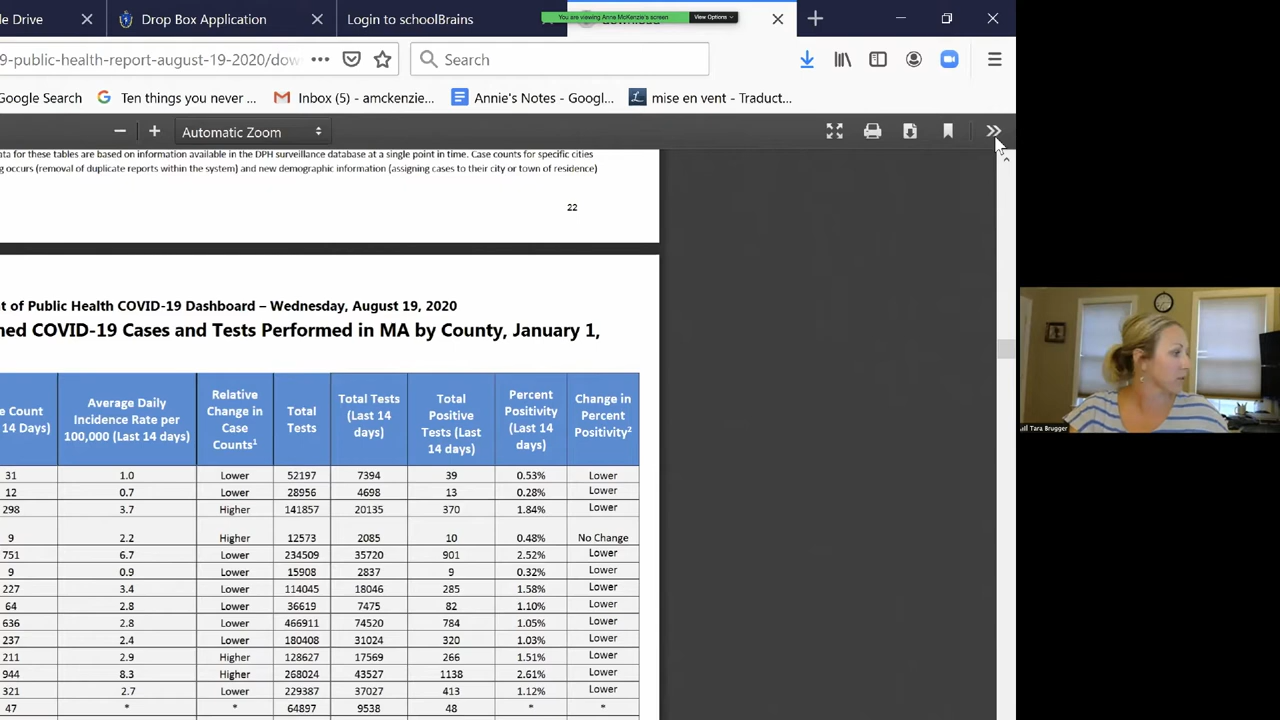 le Drive
Drop Box Application
Login to schoolBrains
You are viewing Anne McKenzie's screen
View Options
9-public-health-report-august-19-2020/dow
Search
Google Search
Ten things you never ...
Inbox (5) - amckenzie...
Annie's Notes - Googl...
mise en vent - Traduct...
Automatic Zoom
ata for these tables are based on information available in the DPH surveillance database at a single point in time. Case counts for specific cities
g occurs (removal of duplicate reports within the system) and new demographic information (assigning cases to their city or town of residence)
22
t of Public Health COVID-19 Dashboard – Wednesday, August 19, 2020
ned COVID-19 Cases and Tests Performed in MA by County, January 1,
e Count
14 Days)
Average Daily
Incidence Rate per
100,000 (Last 14 days)
Relative
Change in
Case
Counts¹
Total
Tests
Total Tests
(Last 14
days)
Total
Positive
Tests (Last
14 days)
Percent
Positivity
(Last 14
days)
Change in
Percent
Positivity²
31 1.0 Lower 52197 7394 39 0.53% Lower
12 0.7 Lower 28956 4698 13 0.28% Lower
298 3.7 Higher 141857 20135 370 1.84% Lower
9 2.2 Higher 12573 2085 10 0.48% No Change
751 6.7 Lower 234509 35720 901 2.52% Lower
9 0.9 Lower 15908 2837 9 0.32% Lower
227 3.4 Lower 114045 18046 285 1.58% Lower
64 2.8 Lower 36619 7475 82 1.10% Lower
636 2.8 Lower 466911 74520 784 1.05% Lower
237 2.4 Lower 180408 31024 320 1.03% Lower
211 2.9 Higher 128627 17569 266 1.51% Lower
944 8.3 Higher 268024 43527 1138 2.61% Lower
321 2.7 Lower 229387 37027 413 1.12% Lower
47 * * 64897 9538 48 * *
Tara Brugger